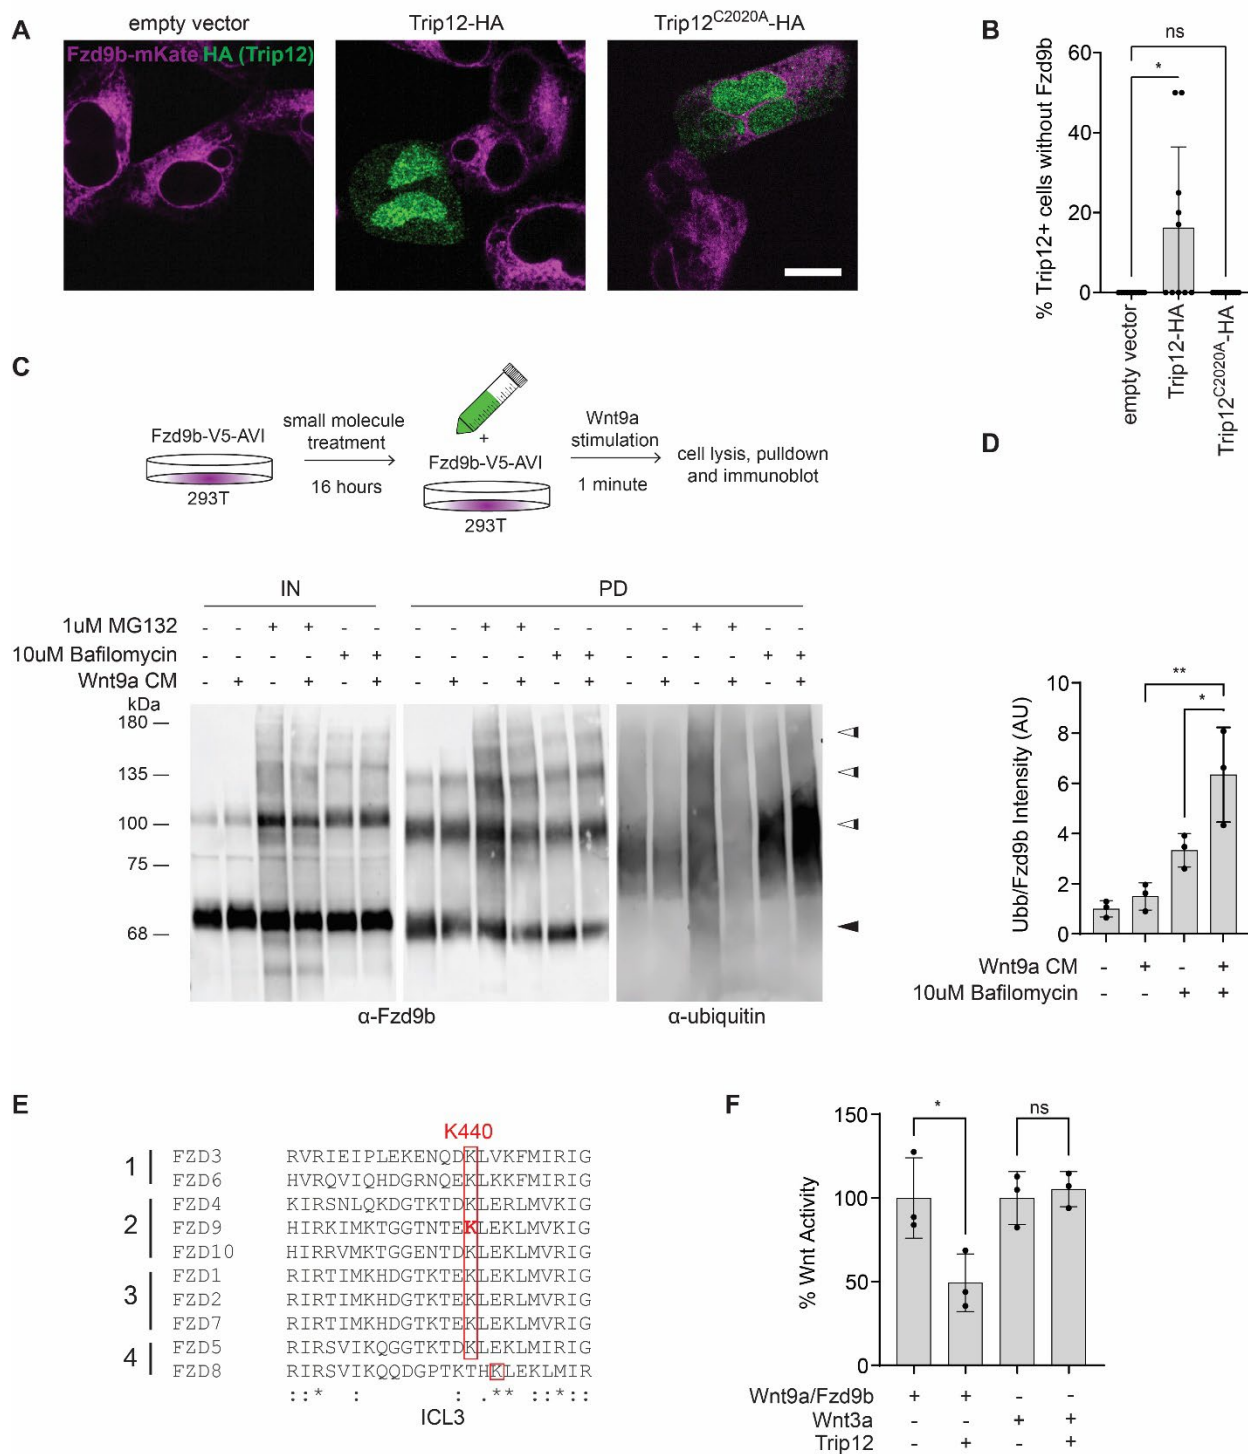 A
empty vector
Trip12-HA
Trip12C2020A-HA
Fzd9b-mKate HA (Trip12)
B
ns
*
60
40
20
0
% Trip12+ cells without Fzd9b
empty vector
Trip12-HA
Trip12C2020A-HA
C
Fzd9b-V5-AVI
293T
small molecule
treatment
16 hours
+
Fzd9b-V5-AVI
293T
Wnt9a
stimulation
1 minute
cell lysis, pulldown
and immunoblot
IN
PD
1uM MG132 - - + + - - - - + + - - - - + + - -
10uM Bafilomycin - - - - + + - - - - + + - - - - + +
Wnt9a CM - + - + - + - + - + - + - + - + - +
kDa
180
135
100
75
68
α-Fzd9b
α-ubiquitin
D
**
*
10
8
6
4
2
0
Ubb/Fzd9b Intensity (AU)
Wnt9a CM - + - +
10uM Bafilomycin - - + +
E
K440
1
FZD3 RVRIEIPLEKENQDKLVKFMIRIG
FZD6 HVRQVIQHDGRNQEKLKKFMIRIG
2
FZD4 KIRSNLQKDGTKTDKLERLMVKIG
FZD9 HIRKIMKTGGTNTEKLEKLMVKIG
FZD10 HIRRVMKTGGENTDKLEKLMVRIG
3
FZD1 RIRTIMKHDGTKTEKLEKLMVRIG
FZD2 RIRTIMKHDGTKTEKLERLMVRIG
FZD7 RIRTIMKHDGTKTEKLEKLMVRIG
4
FZD5 RIRSVIKQGGTKTDKLEKLMIRIG
FZD8 RIRSVIKQQDGPTKTHKLEKLMIR
::* : : .** :*::
ICL3
F
*
ns
150
100
50
0
% Wnt Activity
Wnt9a/Fzd9b + + - -
Wnt3a - - + +
Trip12 - + - +